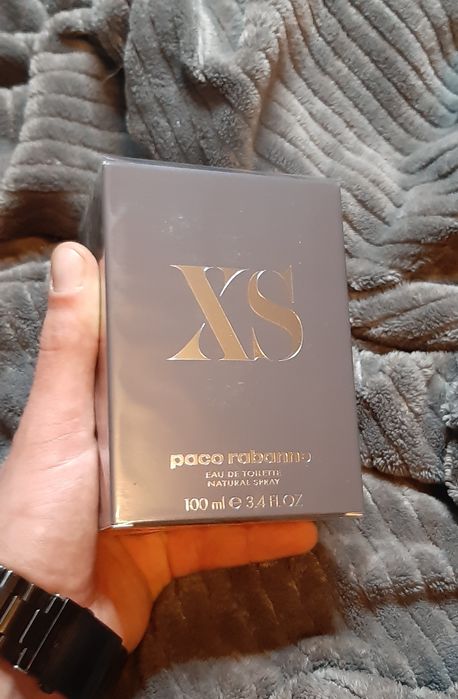 XS
paco rabanne
EAU DE TOILETTE
NATURAL SPRAY
100 ml ℮ 3.4 FL.OZ